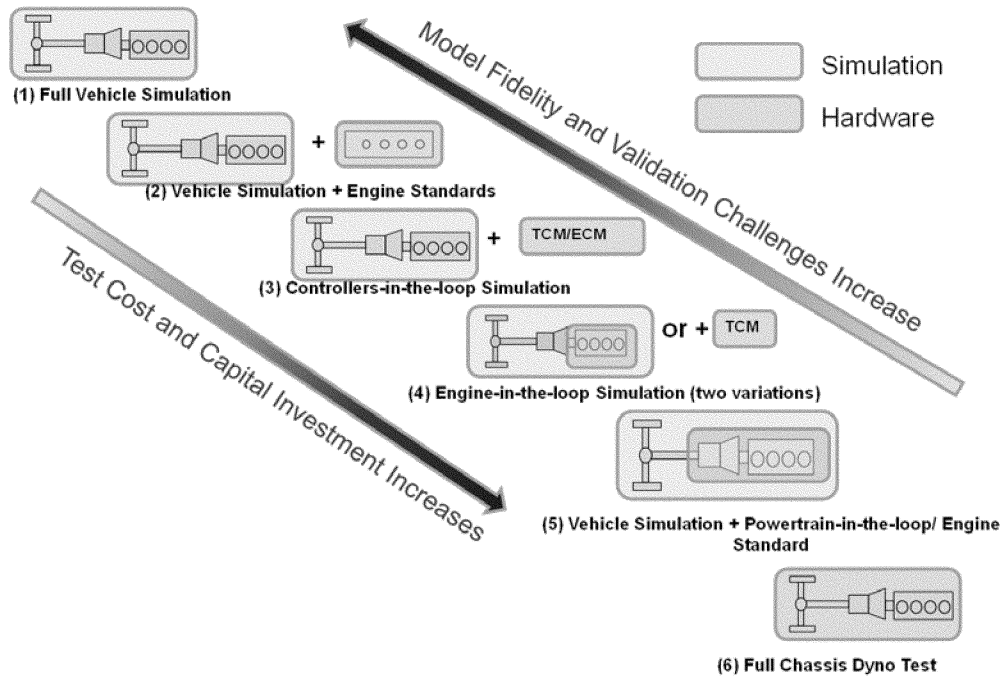 Model Fidelity and Validation Challenges Increase
Simulation
Hardware
(1) Full Vehicle Simulation
+
(2) Vehicle Simulation + Engine Standards
+
TCM/ECM
(3) Controllers-in-the-loop Simulation
or + TCM
(4) Engine-in-the-loop Simulation (two variations)
Test Cost and Capital Investment Increases
(5) Vehicle Simulation + Powertrain-in-the-loop/ Engine
Standard
(6) Full Chassis Dyno Test